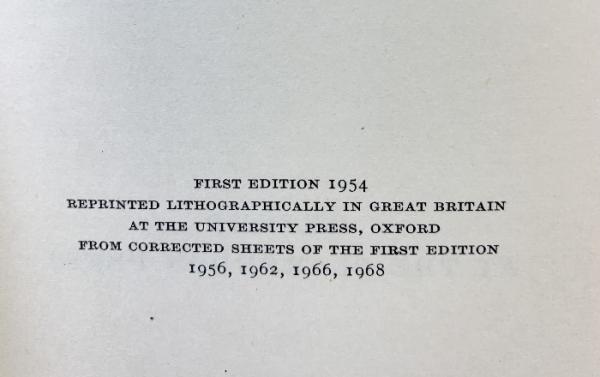 FIRST EDITION 1954
REPRINTED LITHOGRAPHICALLY IN GREAT BRITAIN
AT THE UNIVERSITY PRESS, OXFORD
FROM CORRECTED SHEETS OF THE FIRST EDITION
1956, 1962, 1966, 1968